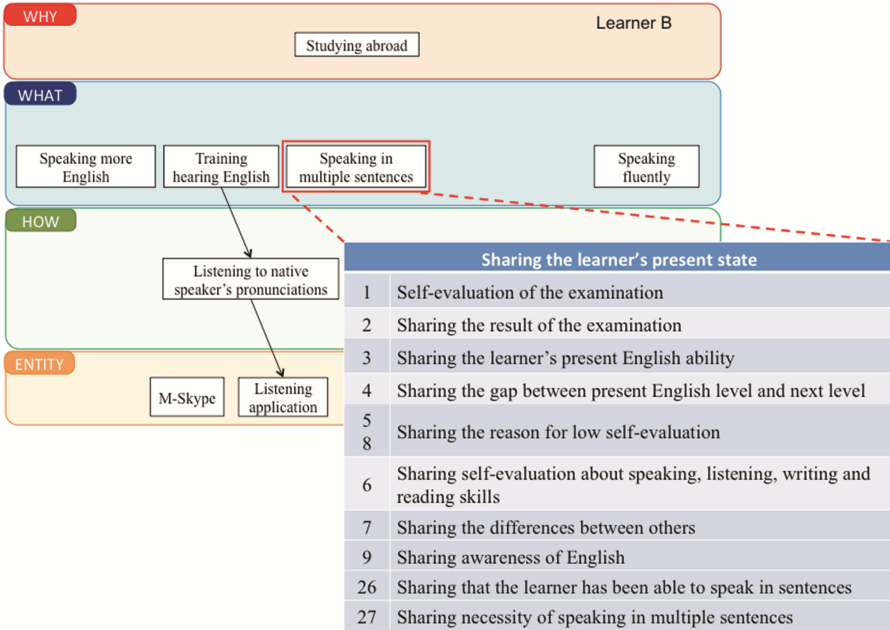 WHY
Learner B
Studying abroad
WHAT
Speaking more
English
Training
hearing English
Speaking in
multiple sentences
Speaking
fluently
HOW
Listening to native
speaker's pronunciations
ENTITY
M-Skype
Listening
application
Sharing the learner's present state
1 Self-evaluation of the examination
2 Sharing the result of the examination
3 Sharing the learner's present English ability
4 Sharing the gap between present English level and next level
5
8
Sharing the reason for low self-evaluation
6
Sharing self-evaluation about speaking, listening, writing and
reading skills
7 Sharing the differences between others
9 Sharing awareness of English
26 Sharing that the learner has been able to speak in sentences
27 Sharing necessity of speaking in multiple sentences